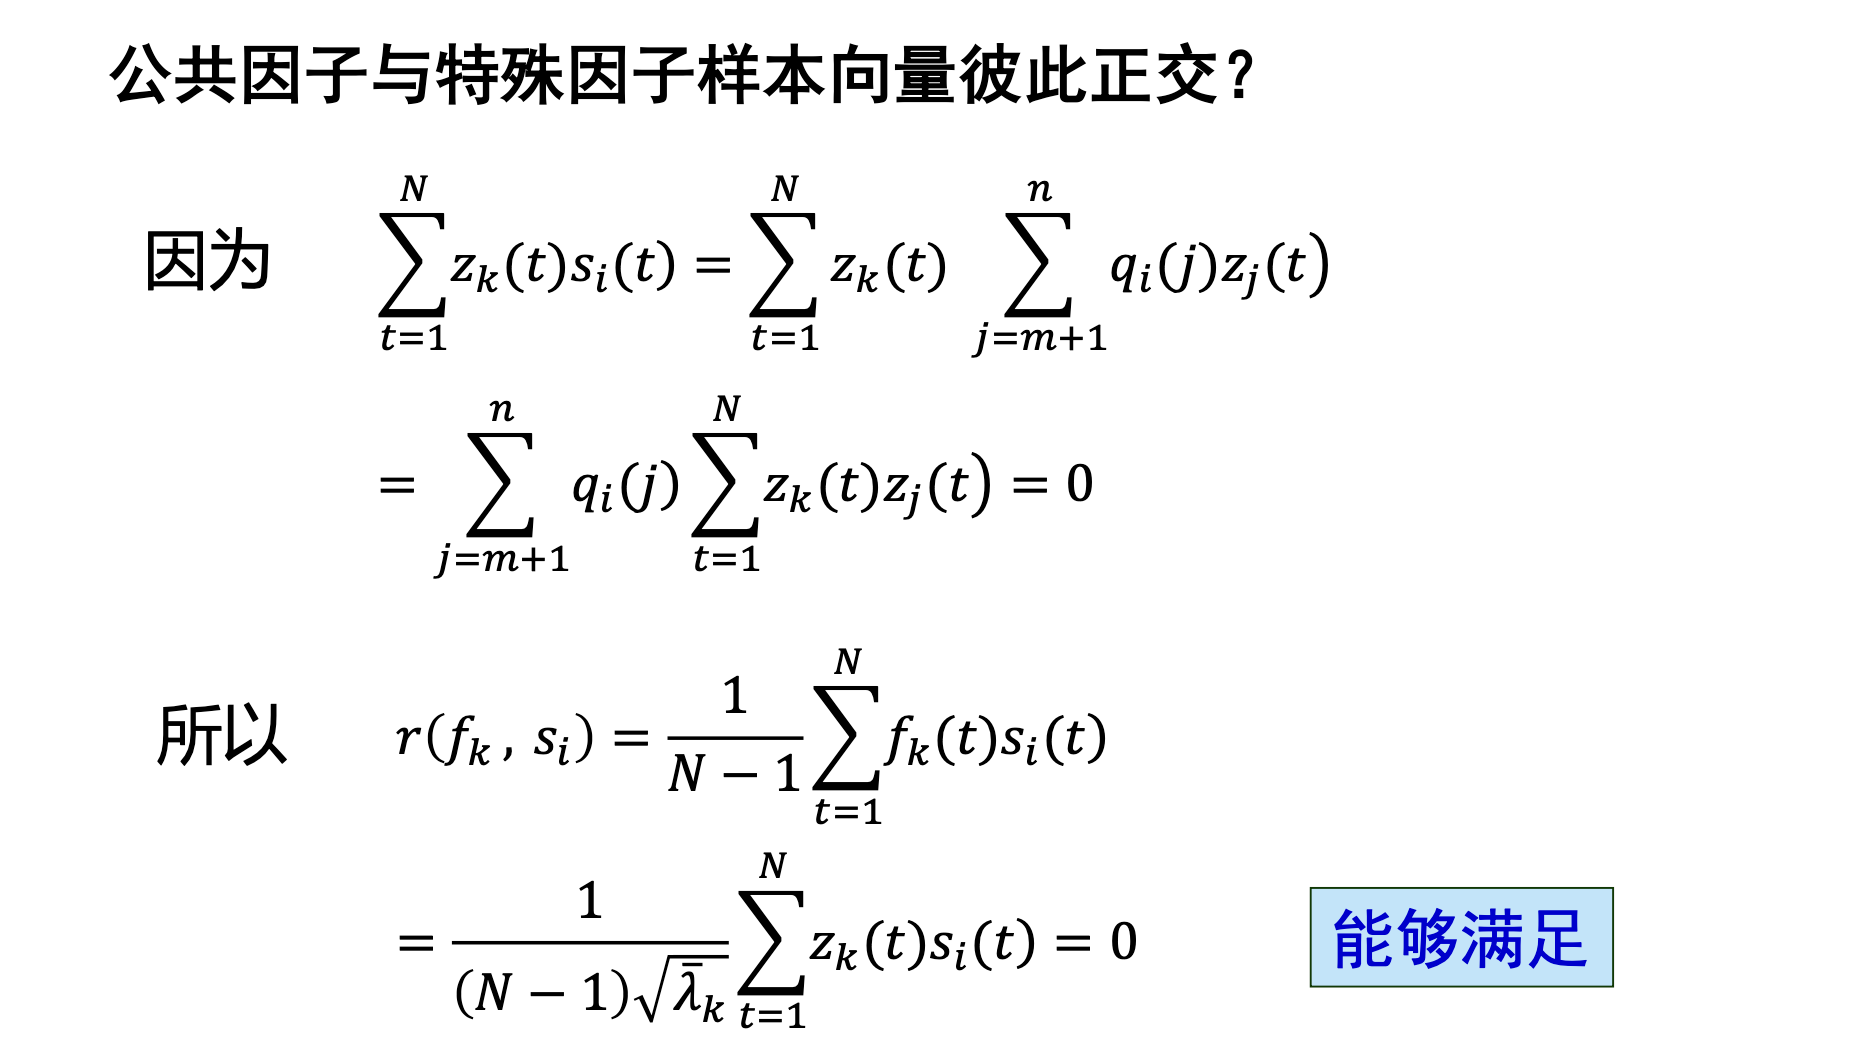 公共因子与特殊因子样本向量彼此正交?
因为 $\sum_{t=1}^{N} z_k(t)s_i(t) = \sum_{t=1}^{N} z_k(t) \sum_{j=m+1}^{n} q_i(j)z_j(t)$
$= \sum_{j=m+1}^{n} q_i(j) \sum_{t=1}^{N} z_k(t)z_j(t) = 0$
所以 $r(f_k, s_i) = \frac{1}{N-1} \sum_{t=1}^{N} f_k(t)s_i(t)$
$= \frac{1}{(N-1)\sqrt{\bar{\lambda}_k}} \sum_{t=1}^{N} z_k(t)s_i(t) = 0$
能够满足